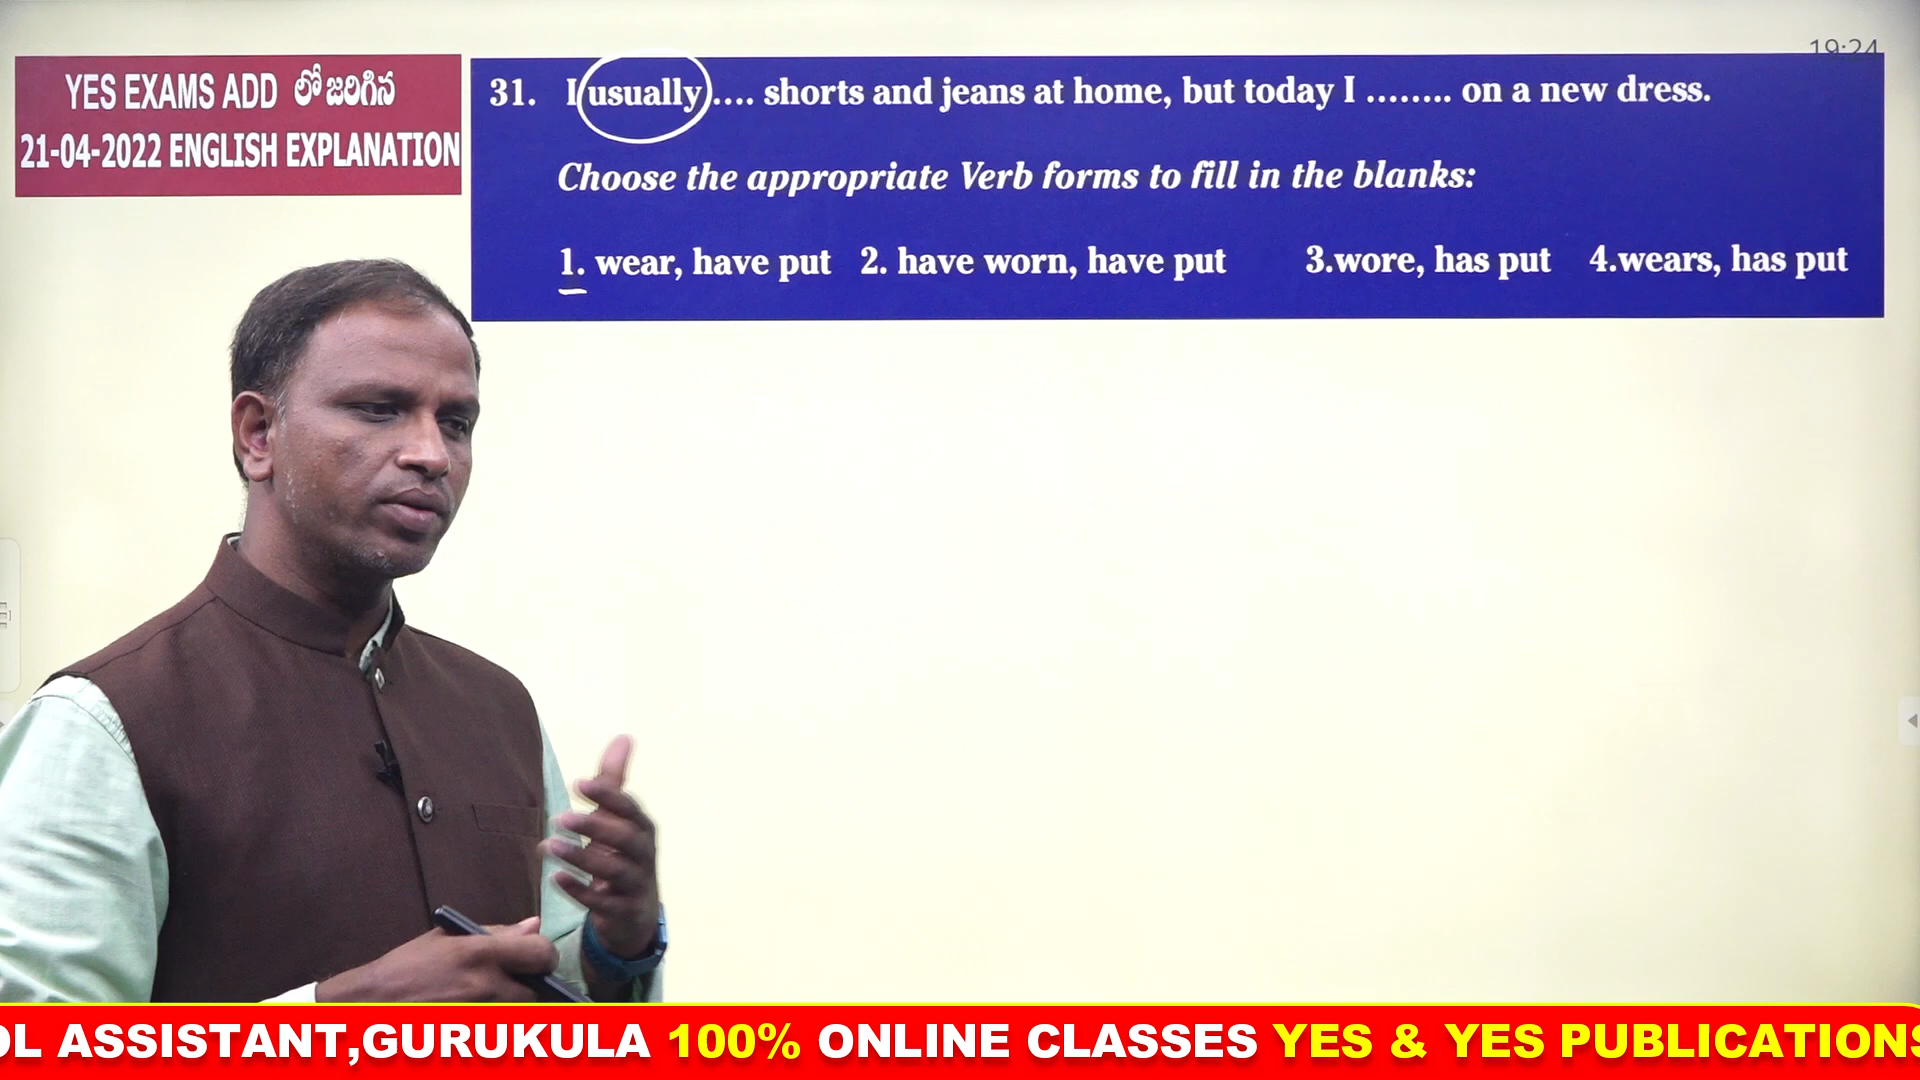 19:24
YES EXAMS ADD లో జరిగిన
21-04-2022 ENGLISH EXPLANATION
31. I usually .... shorts and jeans at home, but today I ........ on a new dress.
Choose the appropriate Verb forms to fill in the blanks:
1. wear, have put 2. have worn, have put 3.wore, has put 4.wears, has put
OL ASSISTANT,GURUKULA 100% ONLINE CLASSES YES & YES PUBLICATIONS